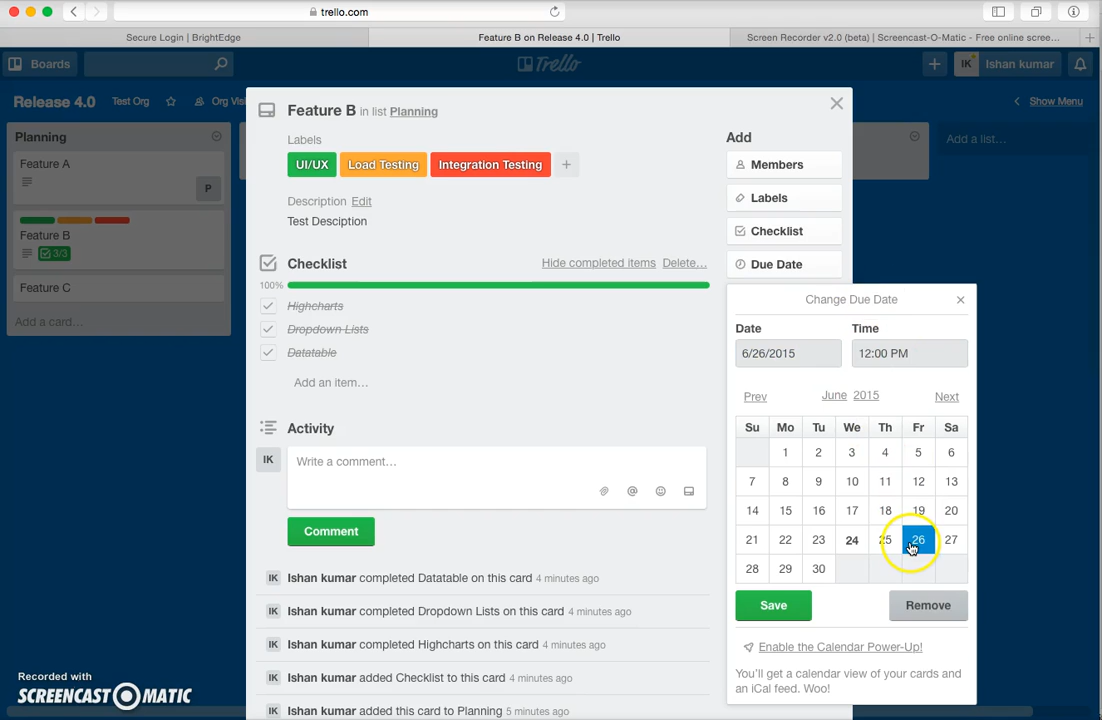 trello.com
Secure Login | BrightEdge
Feature B on Release 4.0 | Trello
Screen Recorder v2.0 (beta) | Screencast-O-Matic - Free online scree...
Boards
Trello
IK Ishan kumar
Release 4.0
Test Org
Org Vis
Show Menu
Planning
Feature A
P
Feature B
3/3
Feature C
Add a card...
Add a list...
Feature B in list Planning
Labels
UI/UX
Load Testing
Integration Testing
Description Edit
Test Desciption
Checklist
Hide completed items Delete...
100%
Highcharts
Dropdown Lists
Datatable
Add an item...
Activity
IK
Write a comment...
Comment
IK Ishan kumar completed Datatable on this card 4 minutes ago
IK Ishan kumar completed Dropdown Lists on this card 4 minutes ago
IK Ishan kumar completed Highcharts on this card 4 minutes ago
IK Ishan kumar added Checklist to this card 4 minutes ago
IK Ishan kumar added this card to Planning 5 minutes ago
Add
Members
Labels
Checklist
Due Date
Change Due Date
Date Time
6/26/2015 12:00 PM
Prev June 2015 Next
Su Mo Tu We Th Fr Sa
1 2 3 4 5 6
7 8 9 10 11 12 13
14 15 16 17 18 19 20
21 22 23 24 25 26 27
28 29 30
Save Remove
Enable the Calendar Power-Up!
You'll get a calendar view of your cards and
an iCal feed. Woo!
Recorded with
SCREENCAST-O-MATIC